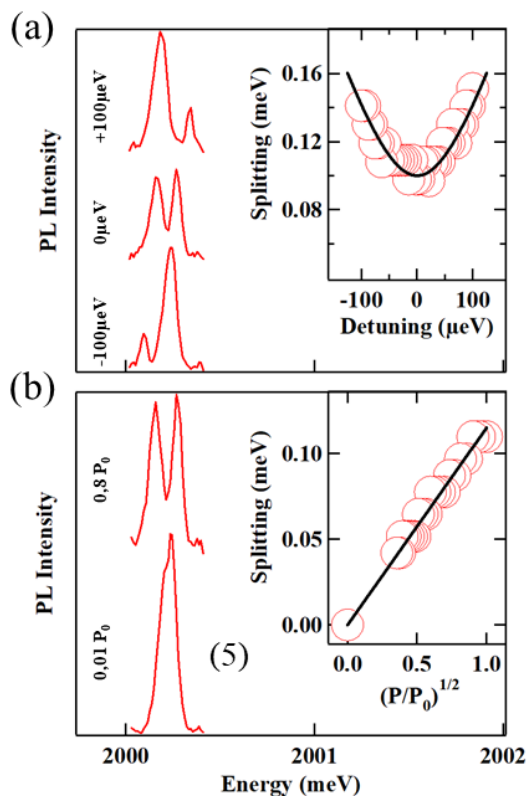 (a)
PL Intensity
+100μeV
0μeV
-100μeV
Splitting (meV)
0.16
0.12
0.08
-100 0 100
Detuning (μeV)
(b)
PL Intensity
0,8 P0
0,01 P0
(5)
Splitting (meV)
0.10
0.05
0.00
0.0 0.5 1.0
(P/P0)1/2
2000 2001 2002
Energy (meV)